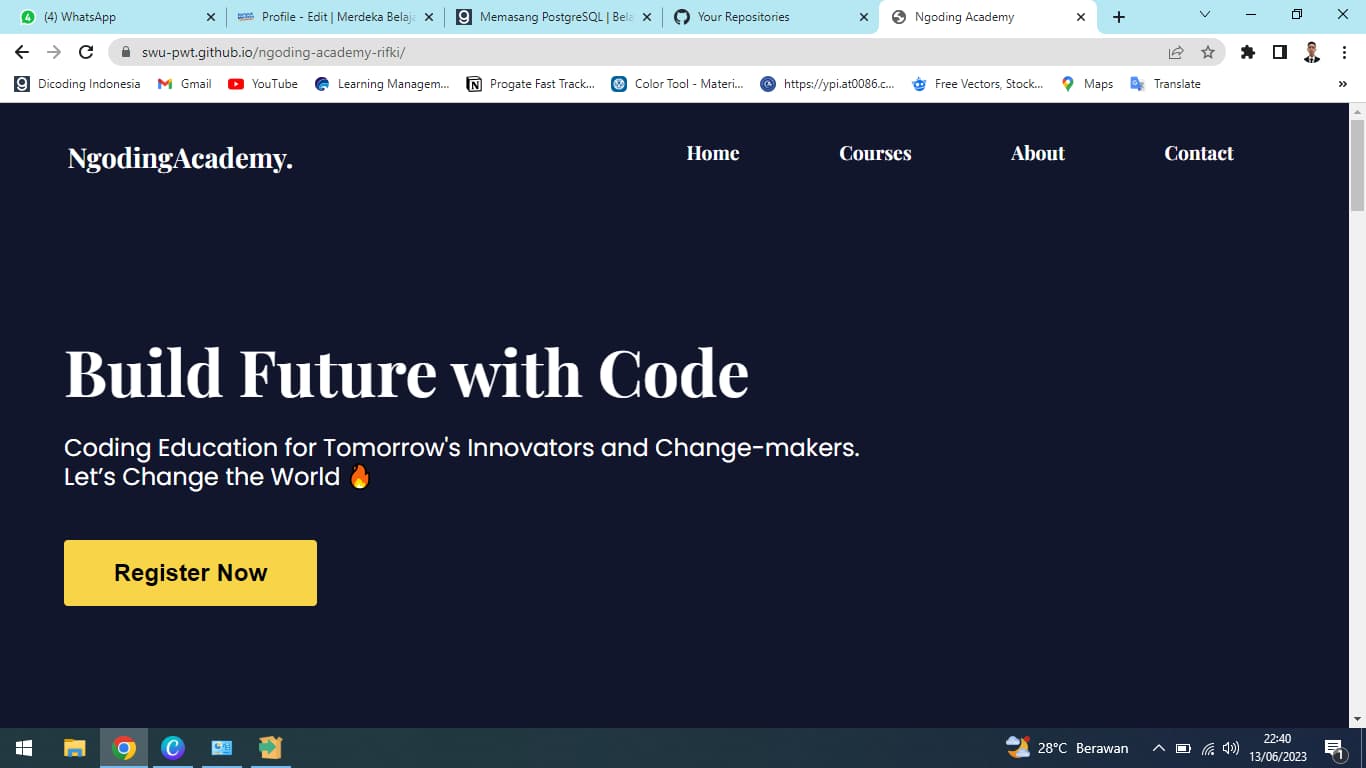 (4) WhatsApp
Profile - Edit | Merdeka Belaja
Memasang PostgreSQL | Bela
Your Repositories
Ngoding Academy
swu-pwt.github.io/ngoding-academy-rifki/
Dicoding Indonesia
Gmail
YouTube
Learning Managem...
Progate Fast Track...
Color Tool - Materi...
https://ypi.at0086.c...
Free Vectors, Stock...
Maps
Translate
»
NgodingAcademy.
Home
Courses
About
Contact
Build Future with Code
Coding Education for Tomorrow's Innovators and Change-makers.
Let’s Change the World 🔥
Register Now
28°C Berawan
22:40
13/06/2023
1